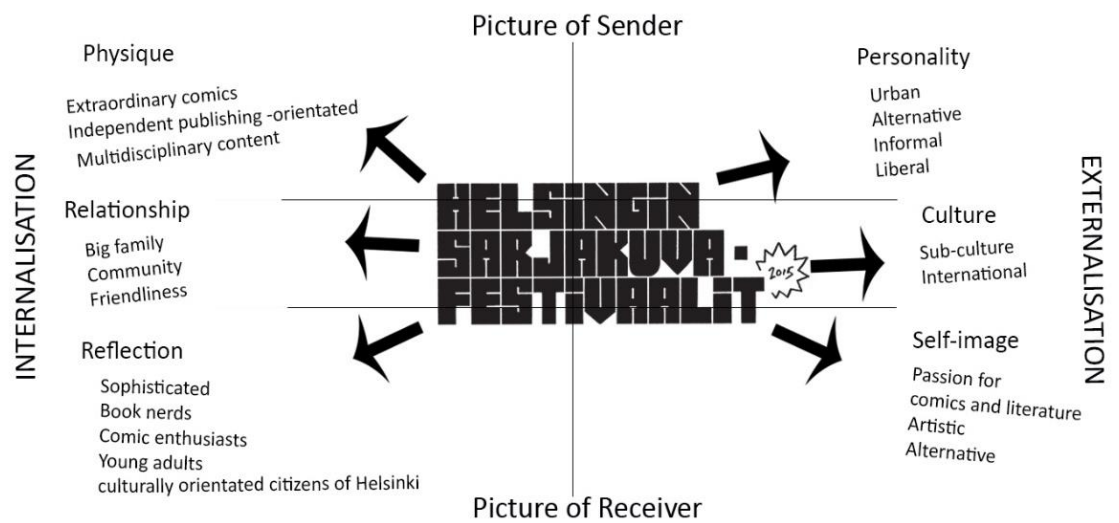 Picture of Sender
Physique
Extraordinary comics
Independent publishing -orientated
Multidisciplinary content
Personality
Urban
Alternative
Informal
Liberal
INTERNALISATION
EXTERNALISATION
HELSINGIN
SARJAKUVA-
FESTIVAALIT
2015
Relationship
Big family
Community
Friendliness
Culture
Sub-culture
International
Reflection
Sophisticated
Book nerds
Comic enthusiasts
Young adults
culturally orientated citizens of Helsinki
Self-image
Passion for
comics and literature
Artistic
Alternative
Picture of Receiver